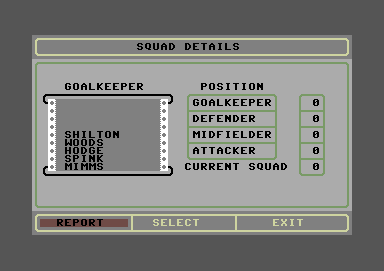 SQUAD DETAILS
GOALKEEPER
SHILTON
WOODS
HODGE
SPINK
MIMMS
POSITION
GOALKEEPER 0
DEFENDER 0
MIDFIELDER 0
ATTACKER 0
CURRENT SQUAD 0
REPORT SELECT EXIT